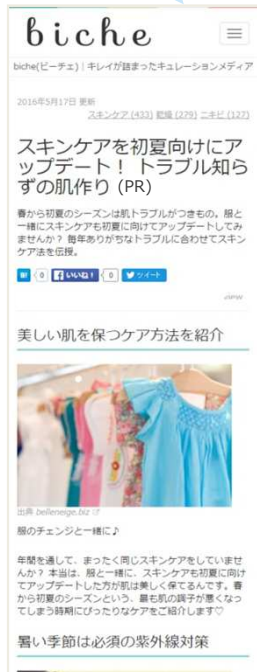 biche
biche(ビーチェ)｜キレイが詰まったキュレーションメディア
2016年5月17日 更新
スキンケア (433) 乾燥 (279) ニキビ (127)
スキンケアを初夏向けにア
ップデート！ トラブル知ら
ずの肌作り (PR)
春から初夏のシーズンは肌トラブルがつきもの。服と
一緒にスキンケアも初夏に向けてアップデートしてみ
ませんか？ 毎年ありがちなトラブルに合わせてスキン
ケア法を伝授。
B! 0 いいね！ 0 ツイート
view
美しい肌を保つケア方法を紹介
出典 belleneige.biz
服のチェンジと一緒に♪
年間を通して、まったく同じスキンケアをしていませ
んか？ 本当は、服と一緒に、スキンケアも初夏に向け
てアップデートした方が肌は美しく保てるんです。春
から初夏のシーズンという、最も肌の調子が悪くなっ
てしまう時期にぴったりなケアをご紹介します♡
暑い季節は必須の紫外線対策